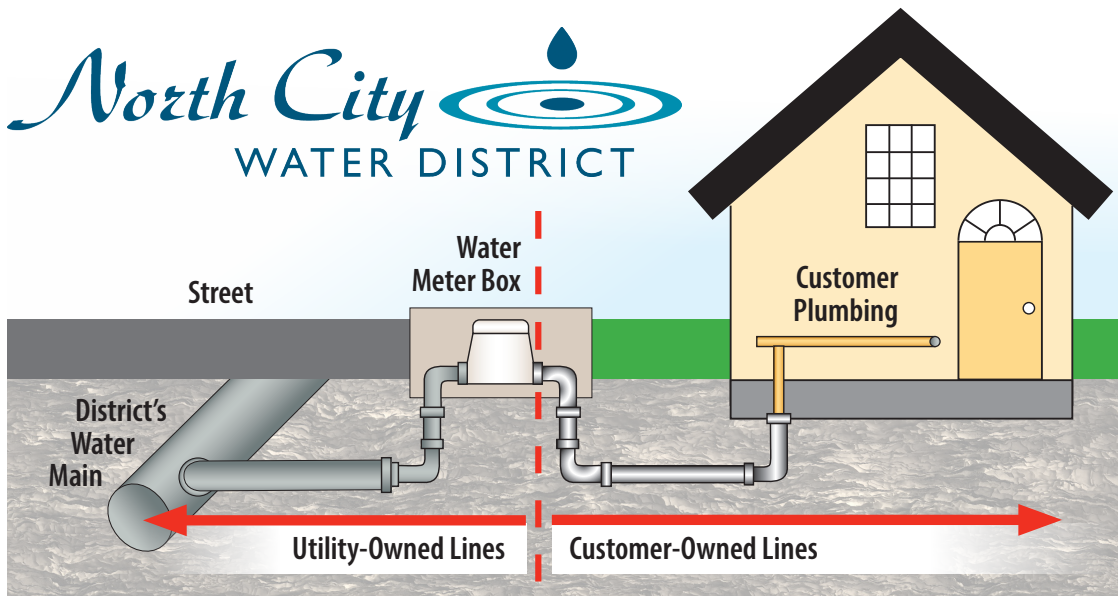 North City
WATER DISTRICT
Water
Meter Box
Street
Customer
Plumbing
District's
Water
Main
Utility-Owned Lines
Customer-Owned Lines